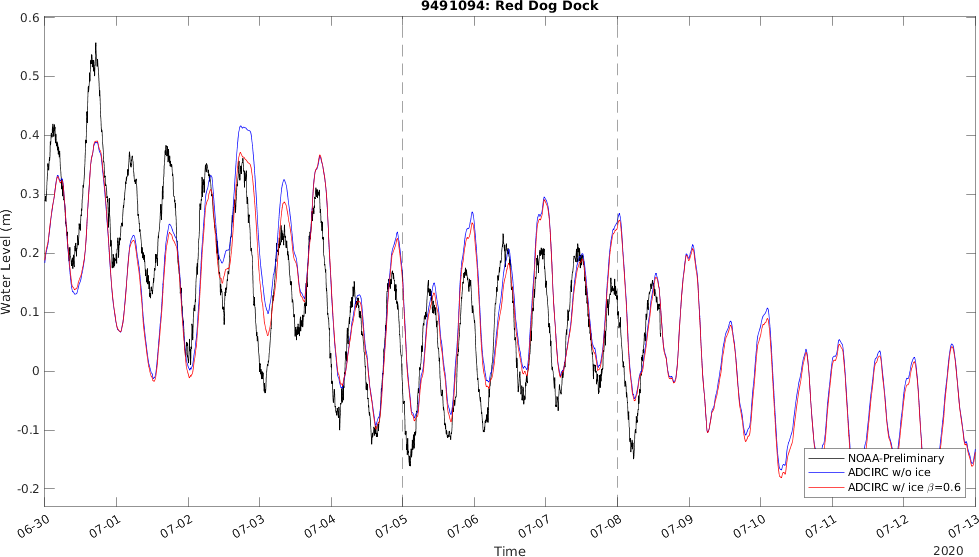 9491094: Red Dog Dock
0.6
0.5
0.4
0.3
0.2
0.1
0
-0.1
-0.2
Water Level (m)
NOAA-Preliminary
ADCIRC w/o ice
ADCIRC w/ ice β=0.6
06-30 07-01 07-02 07-03 07-04 07-05 07-06 07-07 07-08 07-09 07-10 07-11 07-12 07-13
Time
2020